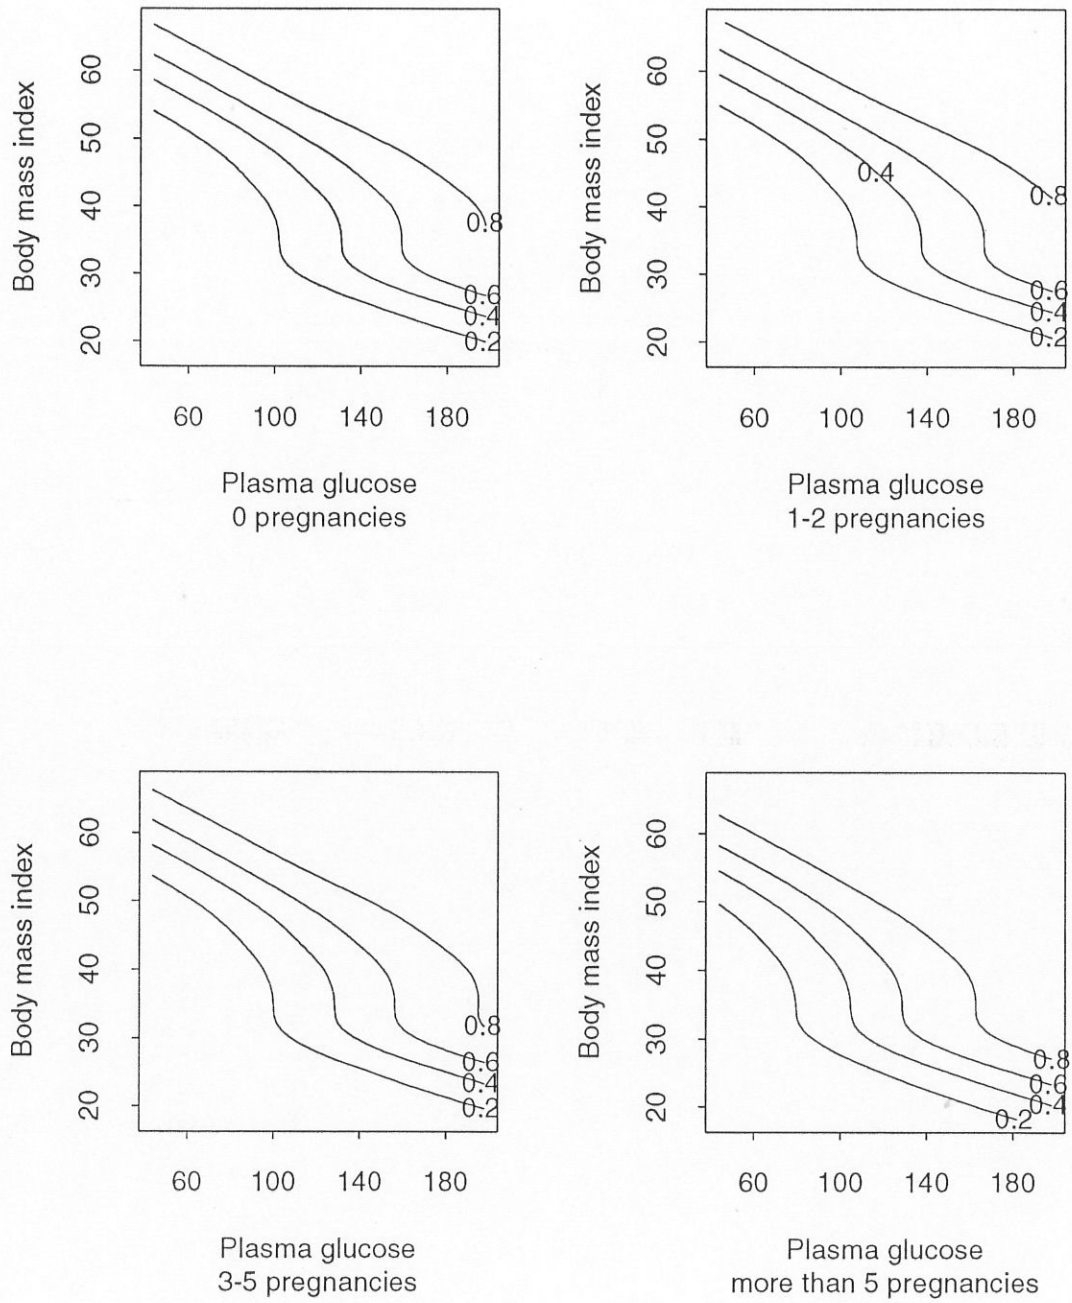 Body mass index
60
50
40
30
20
0.8
0.6
0.4
0.2
60 100 140 180
Plasma glucose
0 pregnancies
Body mass index
60
50
40
30
20
0.4
0.8
0.6
0.4
0.2
60 100 140 180
Plasma glucose
1-2 pregnancies
Body mass index
60
50
40
30
20
0.8
0.6
0.4
0.2
60 100 140 180
Plasma glucose
3-5 pregnancies
Body mass index
60
50
40
30
20
0.8
0.6
0.4
0.2
60 100 140 180
Plasma glucose
more than 5 pregnancies